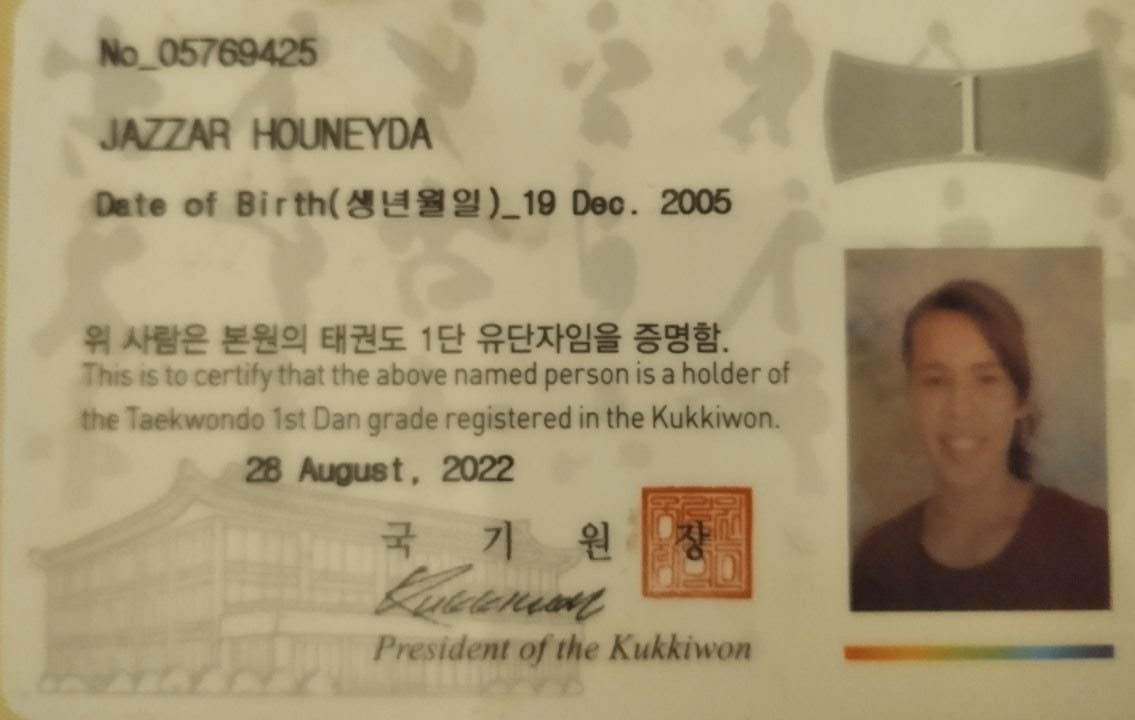 No_05769425
1
JAZZAR HOUNEYDA
Date of Birth(생년월일)_19 Dec. 2005
위 사람은 본원의 태권도 1단 유단자임을 증명함.
This is to certify that the above named person is a holder of
the Taekwondo 1st Dan grade registered in the Kukkiwon.
28 August, 2022
국 기 원 장
Kukkiwon
President of the Kukkiwon